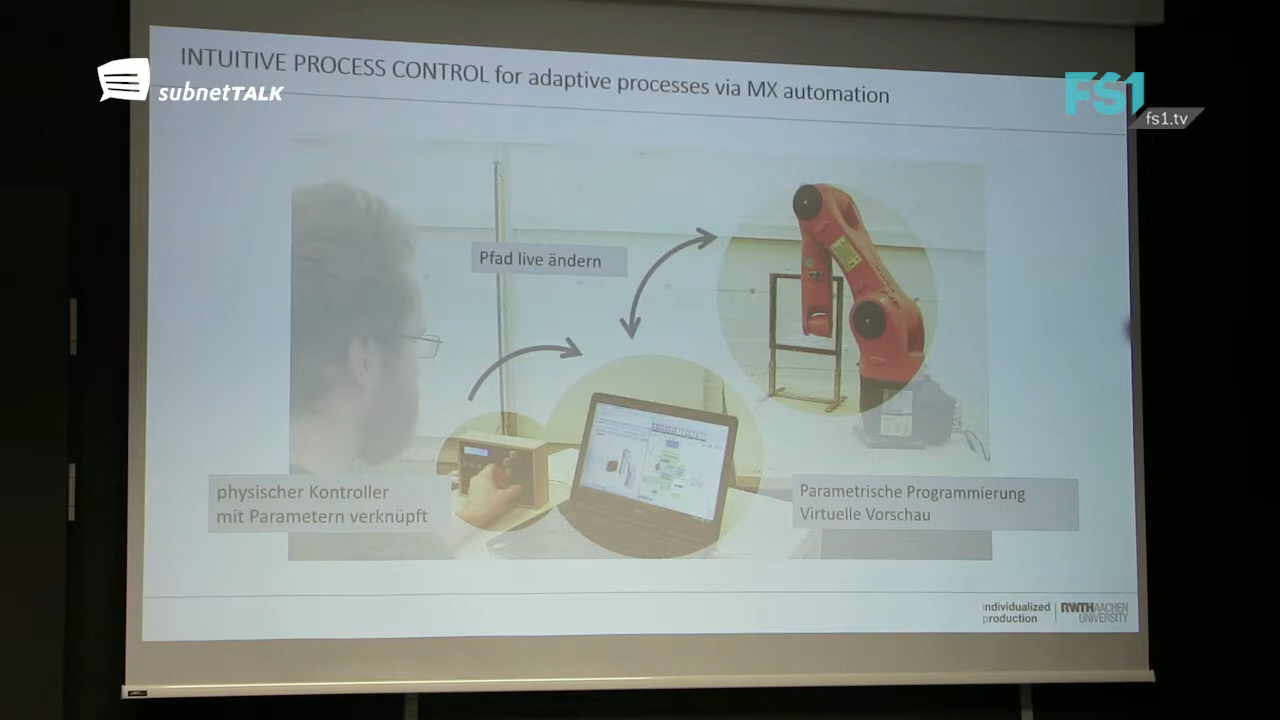 INTUITIVE PROCESS CONTROL for adaptive processes via MX automation
subnetTALK
FS1
fs1.tv
Pfad live ändern
physischer Kontroller
mit Parametern verknüpft
Parametrische Programmierung
Virtuelle Vorschau
individualized
production
RWTHAACHEN
UNIVERSITY